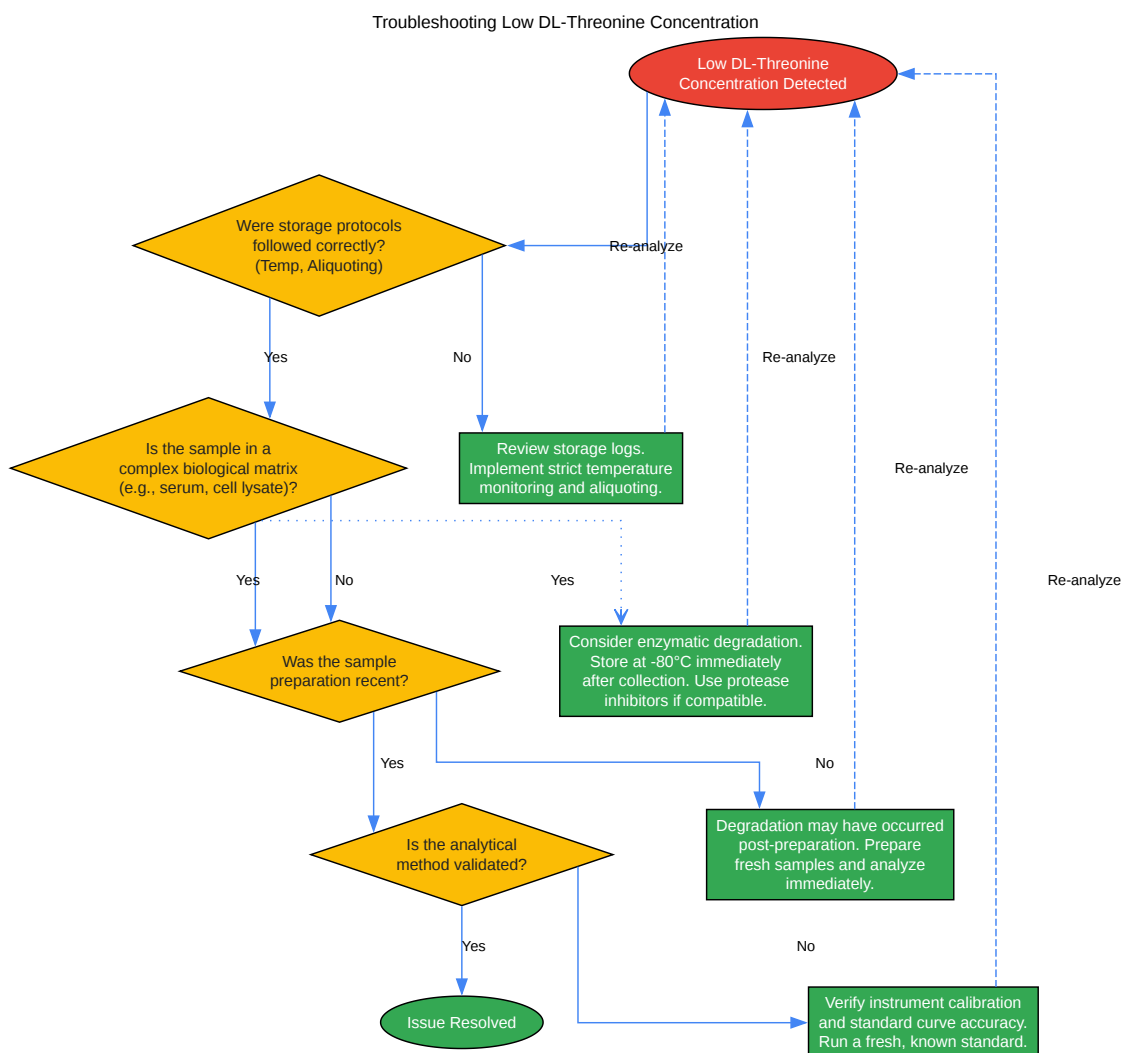 Troubleshooting Low DL-Threonine Concentration
Low DL-Threonine
Concentration Detected
Were storage protocols
followed correctly?
(Temp, Aliquoting)
Re-analyze
Yes
No
Re-analyze
Is the sample in a
complex biological matrix
(e.g., serum, cell lysate)?
Review storage logs.
Implement strict temperature
monitoring and aliquoting.
Re-analyze
Yes
No
Yes
Re-analyze
Was the sample
preparation recent?
Consider enzymatic degradation.
Store at -80°C immediately
after collection. Use protease
inhibitors if compatible.
Yes
No
Is the analytical
method validated?
Degradation may have occurred
post-preparation. Prepare
fresh samples and analyze
immediately.
Yes
No
Issue Resolved
Verify instrument calibration
and standard curve accuracy.
Run a fresh, known standard.